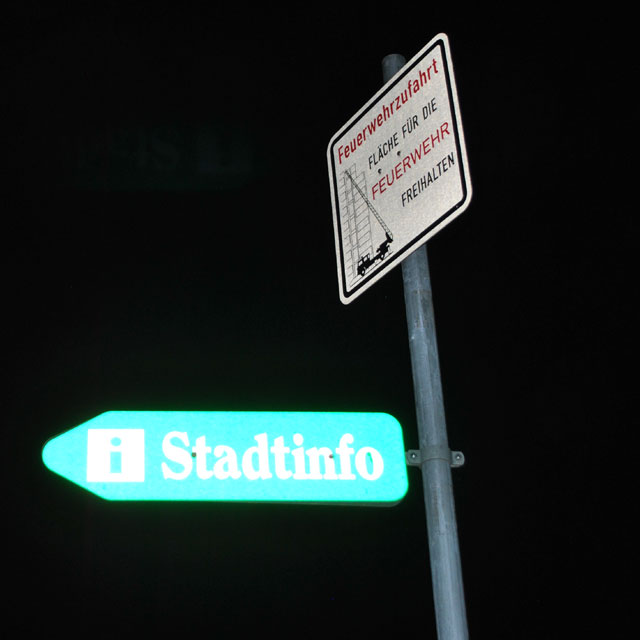 Feuerwehrzufahrt
FLÄCHE FÜR DIE
FEUERWEHR
FREIHALTEN
i Stadtinfo